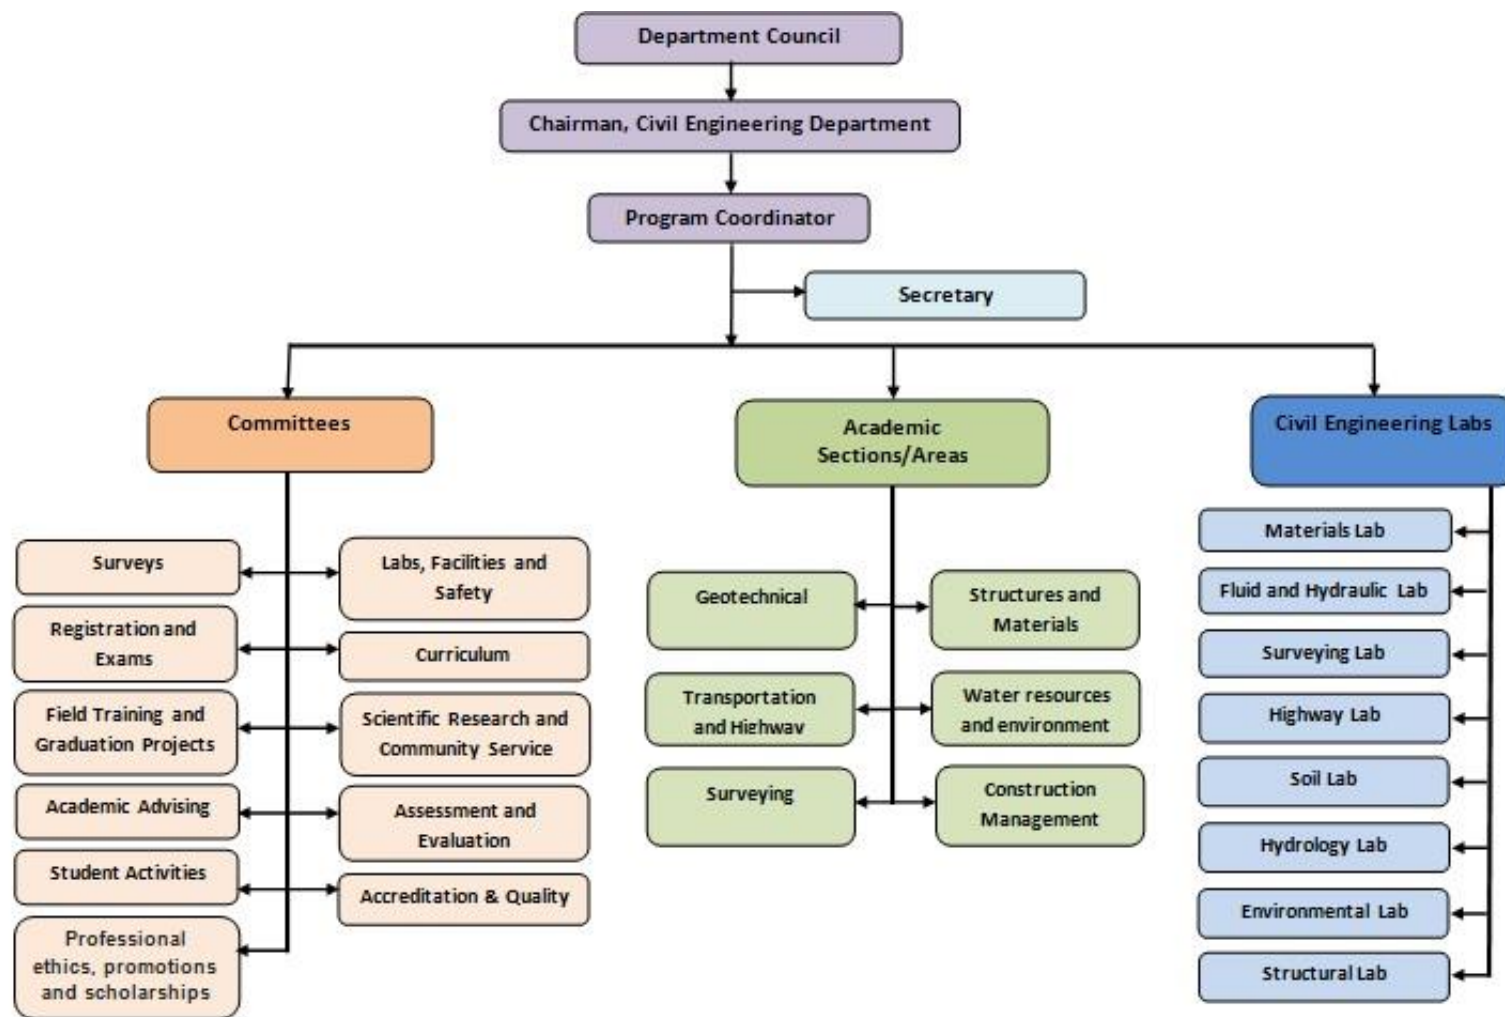 Department Council
Chairman, Civil Engineering Department
Program Coordinator
Secretary
Committees
Surveys
Labs, Facilities and
Safety
Registration and
Exams
Curriculum
Field Training and
Graduation Projects
Scientific Research and
Community Service
Academic Advising
Assessment and
Evaluation
Student Activities
Accreditation & Quality
Professional
ethics, promotions
and scholarships
Academic
Sections/Areas
Geotechnical
Structures and
Materials
Transportation
and Highway
Water resources
and environment
Surveying
Construction
Management
Civil Engineering Labs
Materials Lab
Fluid and Hydraulic Lab
Surveying Lab
Highway Lab
Soil Lab
Hydrology Lab
Environmental Lab
Structural Lab